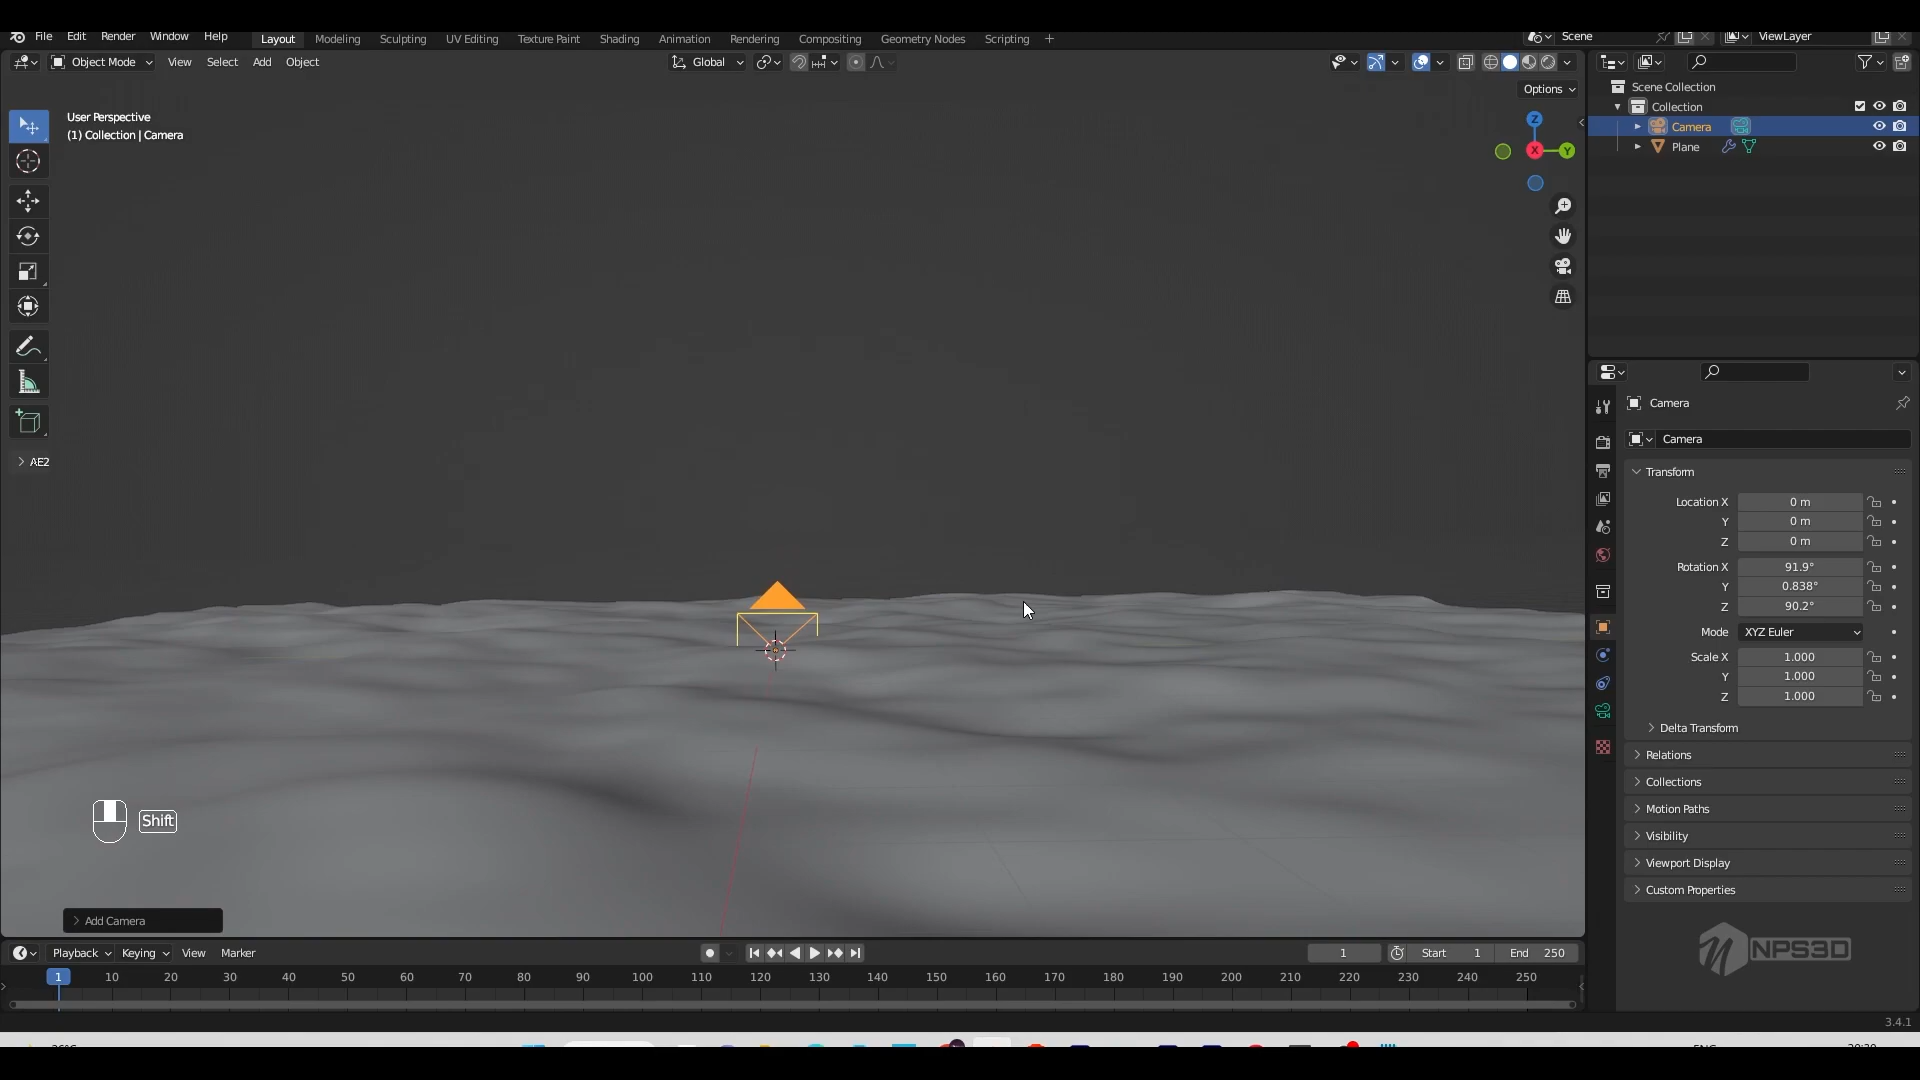 File Edit Render Window Help Layout Modeling Sculpting UV Editing Texture Paint Shading Animation Rendering Compositing Geometry Nodes Scripting + Scene ViewLayer
Object Mode View Select Add Object Global
Options
User Perspective
(1) Collection | Camera
Z
X
Y
AE2
Scene Collection
Collection
Camera
Plane
Camera
Camera
Transform
Location X 0 m
Y 0 m
Z 0 m
Rotation X 91.9°
Y 0.838°
Z 90.2°
Mode XYZ Euler
Scale X 1.000
Y 1.000
Z 1.000
Delta Transform
Relations
Collections
Motion Paths
Visibility
Viewport Display
Custom Properties
NPS3D
Shift
Add Camera
Playback Keying View Marker 1 Start 1 End 250
1 10 20 30 40 50 60 70 80 90 100 110 120 130 140 150 160 170 180 190 200 210 220 230 240 250
3.4.1